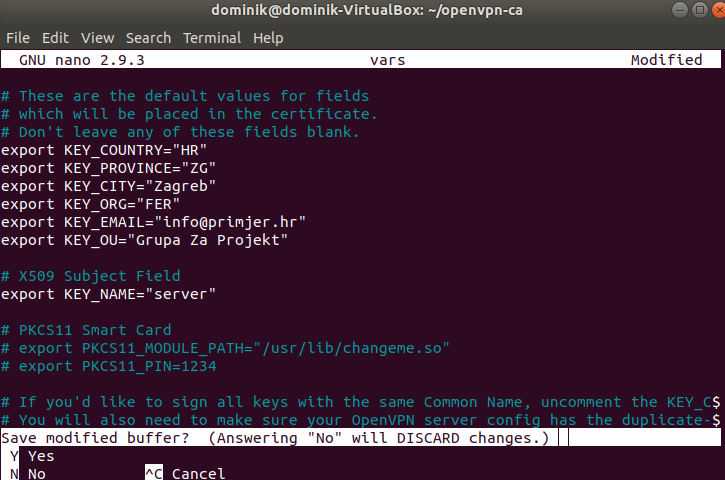 dominik@dominik-VirtualBox: ~/openvpn-ca
File Edit View Search Terminal Help
GNU nano 2.9.3 vars Modified
# These are the default values for fields
# which will be placed in the certificate.
# Don't leave any of these fields blank.
export KEY_COUNTRY="HR"
export KEY_PROVINCE="ZG"
export KEY_CITY="Zagreb"
export KEY_ORG="FER"
export KEY_EMAIL="info@primjer.hr"
export KEY_OU="Grupa Za Projekt"
# X509 Subject Field
export KEY_NAME="server"
# PKCS11 Smart Card
# export PKCS11_MODULE_PATH="/usr/lib/changeme.so"
# export PKCS11_PIN=1234
# If you'd like to sign all keys with the same Common Name, uncomment the KEY_C$
# You will also need to make sure your OpenVPN server config has the duplicate-$
Save modified buffer? (Answering "No" will DISCARD changes.)
Y Yes
N No ^C Cancel